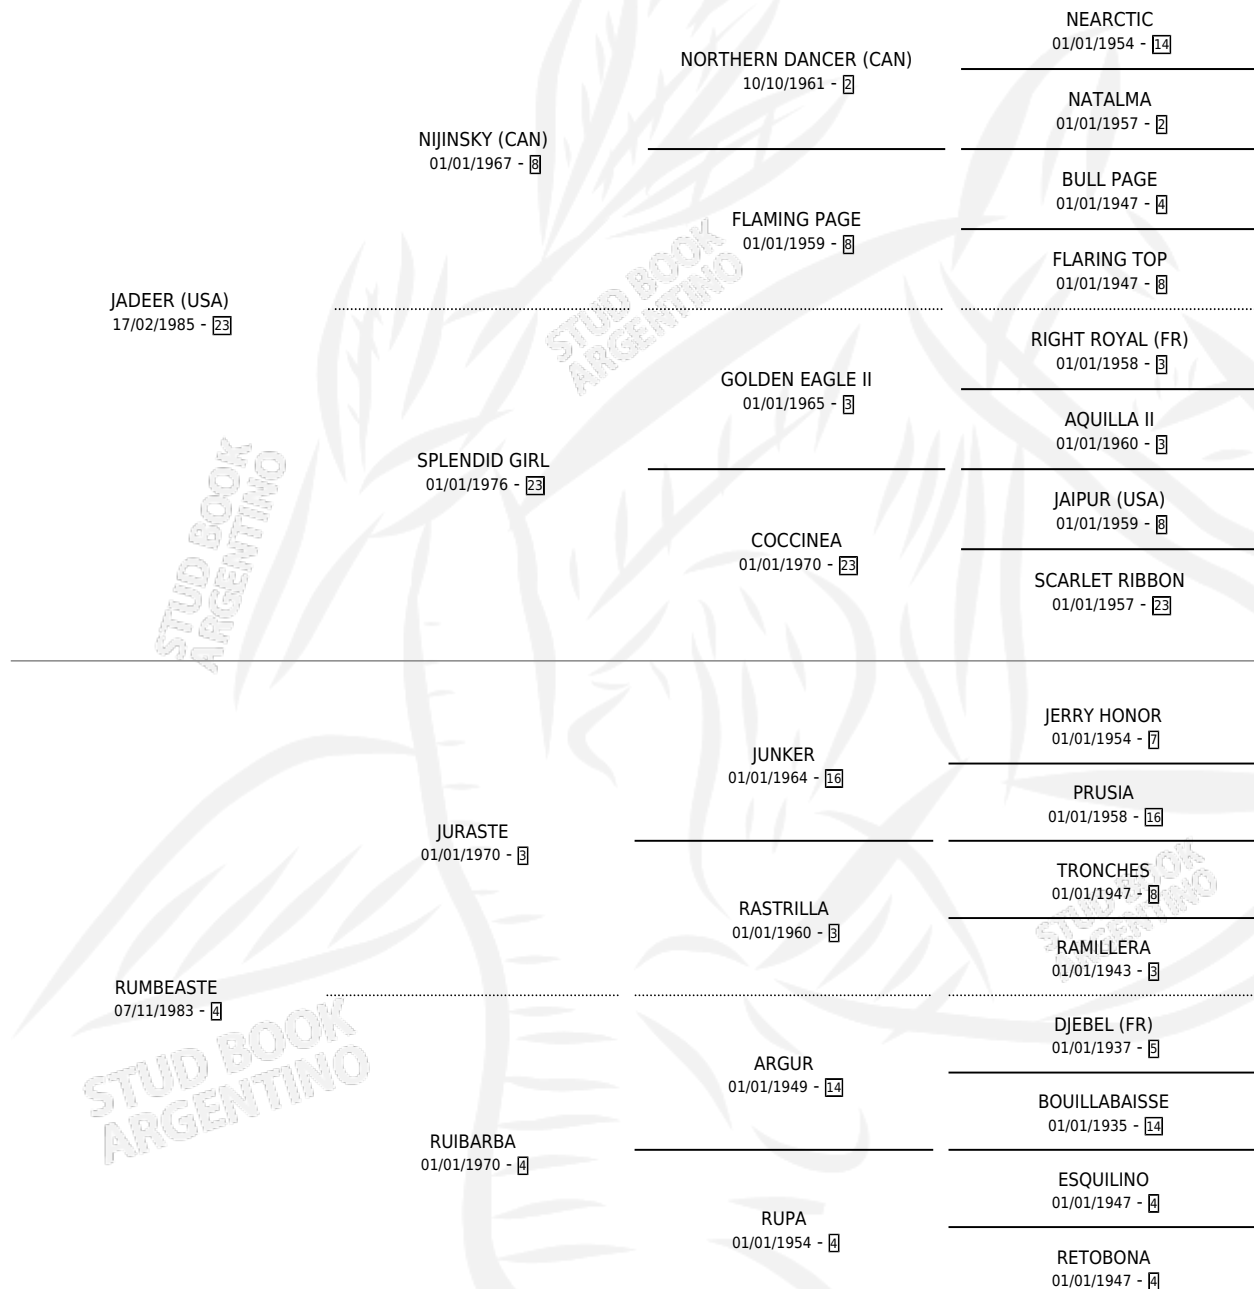 NEARCTIC
01/01/1954 - 14
NORTHERN DANCER (CAN)
10/10/1961 - 2
NATALMA
01/01/1957 - 2
NIJINSKY (CAN)
01/01/1967 - 8
BULL PAGE
01/01/1947 - 4
FLAMING PAGE
01/01/1959 - 8
FLARING TOP
01/01/1947 - 8
JADEER (USA)
17/02/1985 - 23
STUD BOOK
ARGENTINO
RIGHT ROYAL (FR)
01/01/1958 - 3
GOLDEN EAGLE II
01/01/1965 - 3
AQUILLA II
01/01/1960 - 3
SPLENDID GIRL
01/01/1976 - 23
JAIPUR (USA)
01/01/1959 - 8
COCCINEA
01/01/1970 - 23
SCARLET RIBBON
01/01/1957 - 23
STUD BOOK
ARGENTINO
JERRY HONOR
01/01/1954 - 7
JUNKER
01/01/1964 - 16
PRUSIA
01/01/1958 - 16
JURASTE
01/01/1970 - 3
TRONCHES
01/01/1947 - 8
RASTRILLA
01/01/1960 - 3
RAMILLERA
01/01/1943 - 3
STUD BOOK
ARGENTINO
RUMBEASTE
07/11/1983 - 4
DJEBEL (FR)
01/01/1937 - 5
ARGUR
01/01/1949 - 14
BOUILLABAISSE
01/01/1935 - 14
STUD BOOK
ARGENTINO
RUIBARBA
01/01/1970 - 4
ESQUILINO
01/01/1947 - 4
RUPA
01/01/1954 - 4
RETOBONA
01/01/1947 - 4